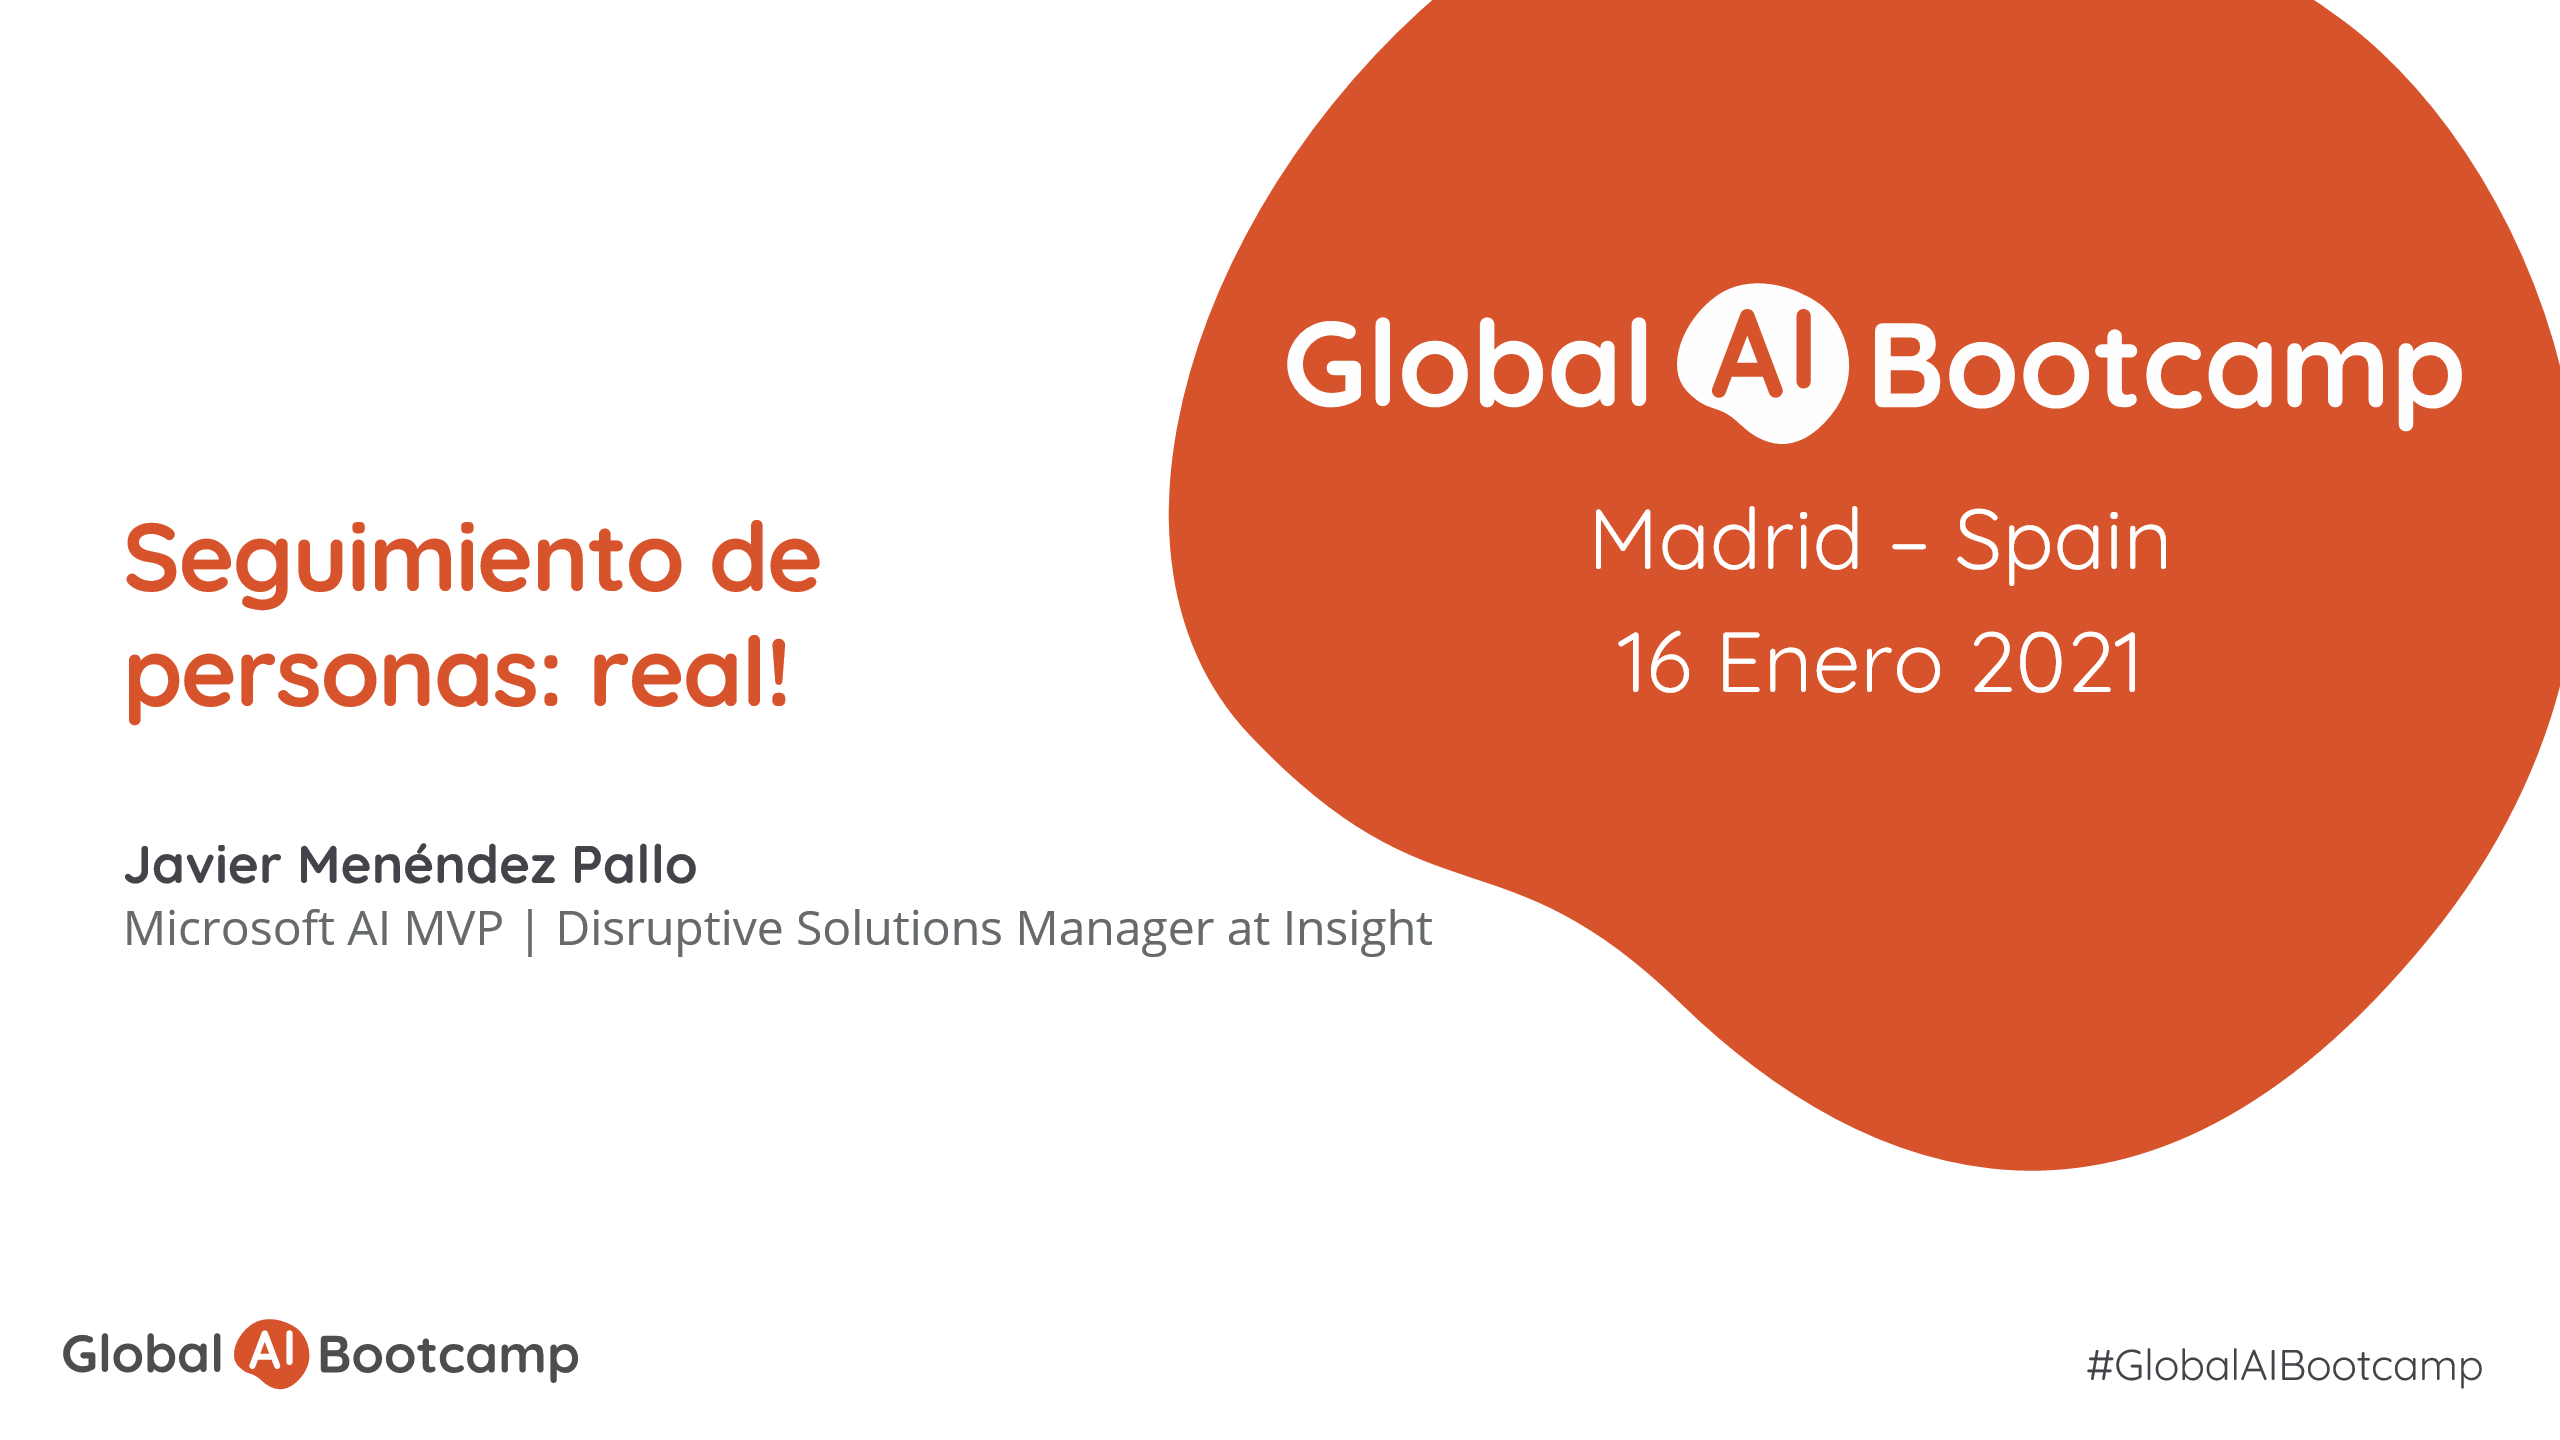 Global AI Bootcamp
Madrid – Spain
16 Enero 2021
Seguimiento de
personas: real!
Javier Menéndez Pallo
Microsoft AI MVP | Disruptive Solutions Manager at Insight
Global AI Bootcamp
#GlobalAIBootcamp